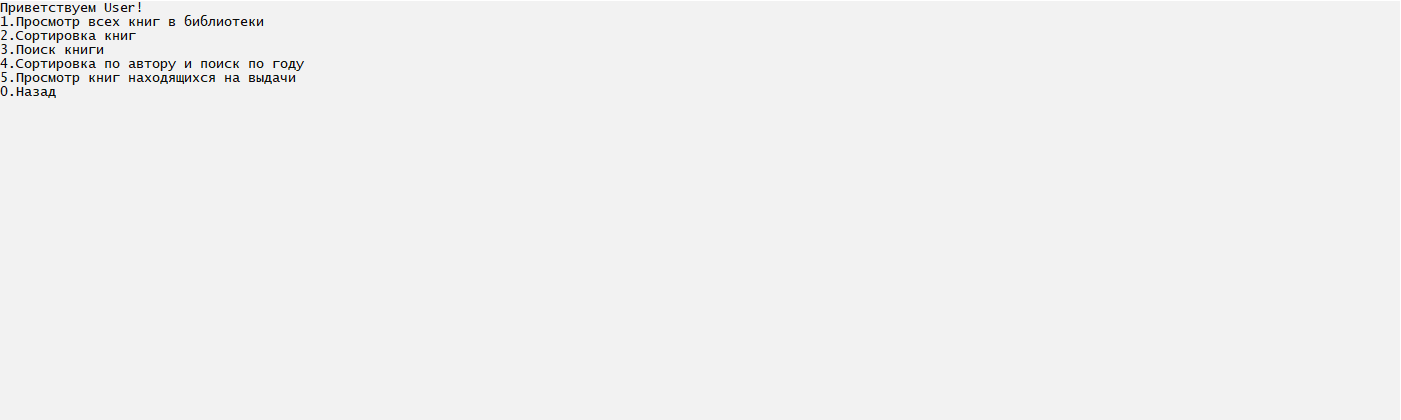 Приветствуем User!
1.Просмотр всех книг в библиотеки
2.Сортировка книг
3.Поиск книги
4.Сортировка по автору и поиск по году
5.Просмотр книг находящихся на выдачи
0.Назад